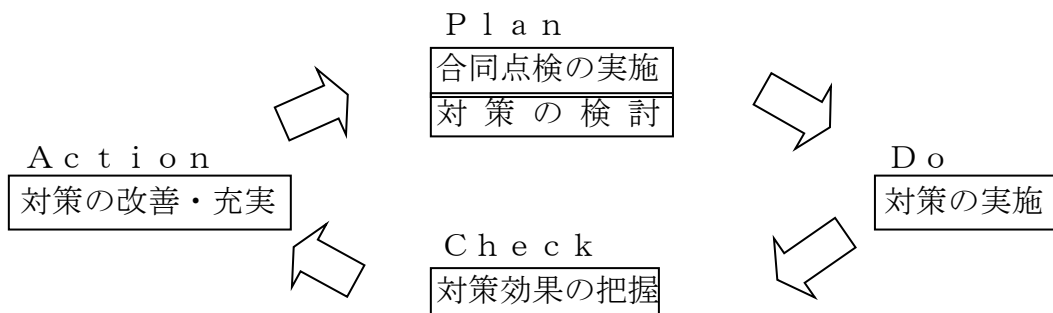 Ｐｌａｎ
合同点検の実施
対策の検討
Ａｃｔｉｏｎ
対策の改善・充実
Ｄｏ
対策の実施
Ｃｈｅｃｋ
対策効果の把握